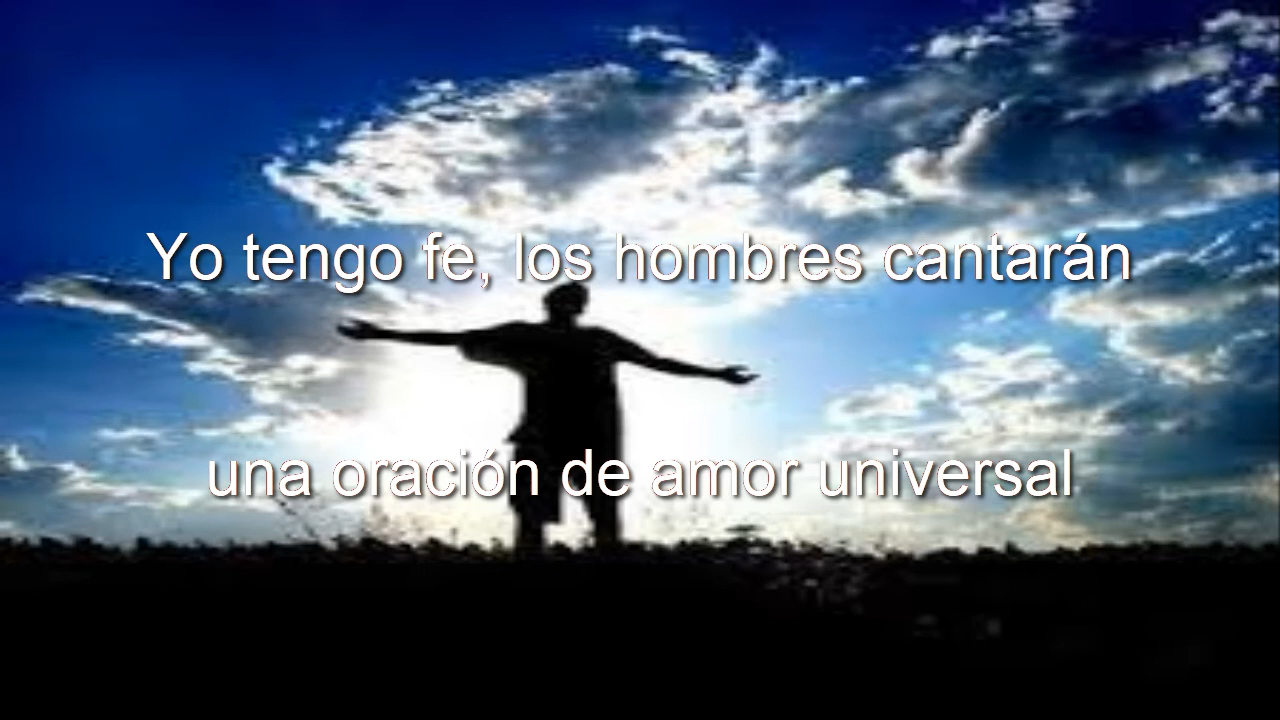 Yo tengo fe, los hombres cantarán
una oración de amor universal